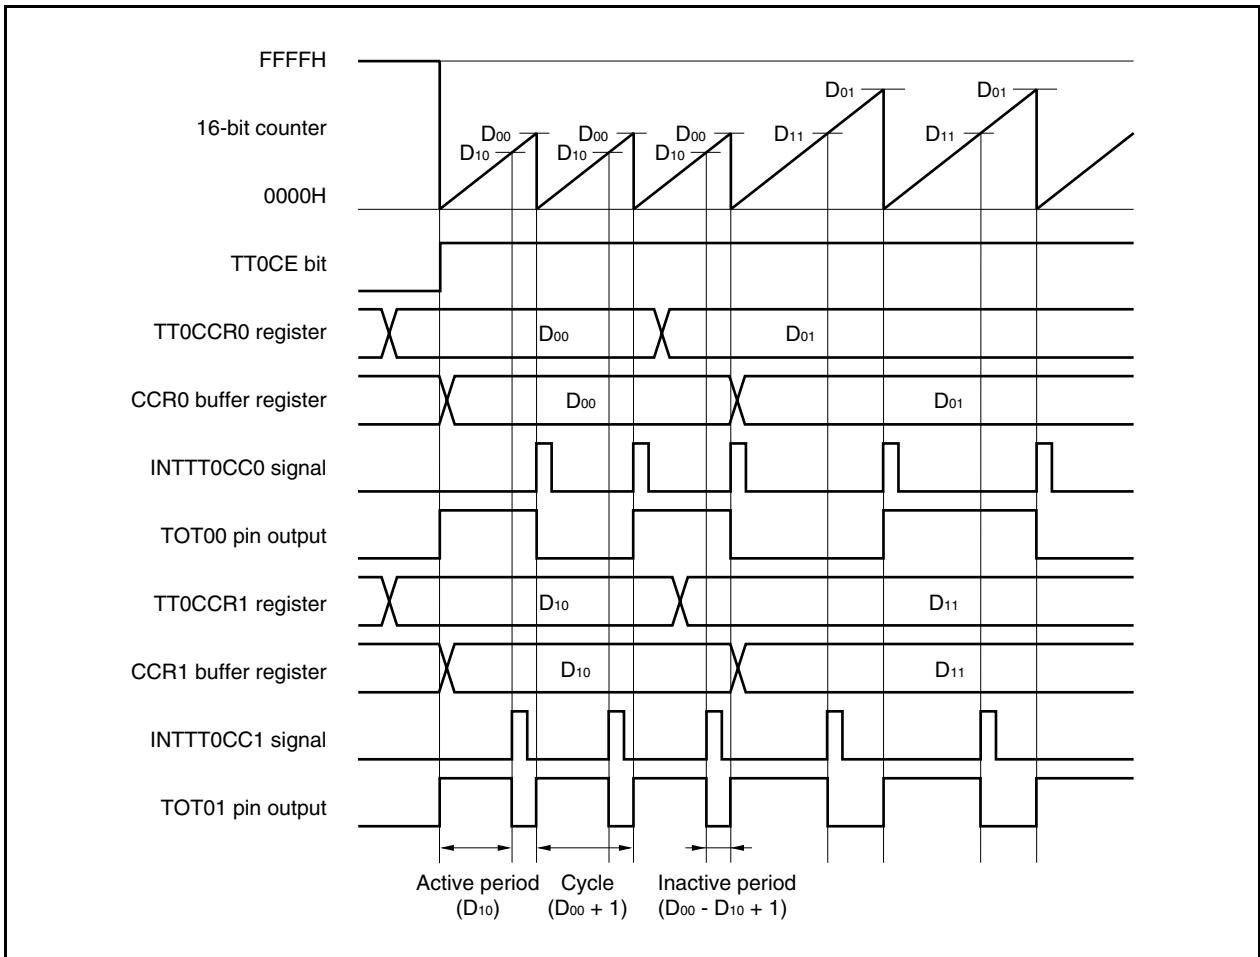 FFFFH
D01 D01
16-bit counter D00 D00 D00 D11 D11
D10 D10 D10
0000H
TT0CE bit
TT0CCR0 register D00 D01
CCR0 buffer register D00 D01
INTTT0CC0 signal
TOT00 pin output
TT0CCR1 register D10 D11
CCR1 buffer register D10 D11
INTTT0CC1 signal
TOT01 pin output
Active period Cycle Inactive period
(D10) (D00 + 1) (D00 - D10 + 1)